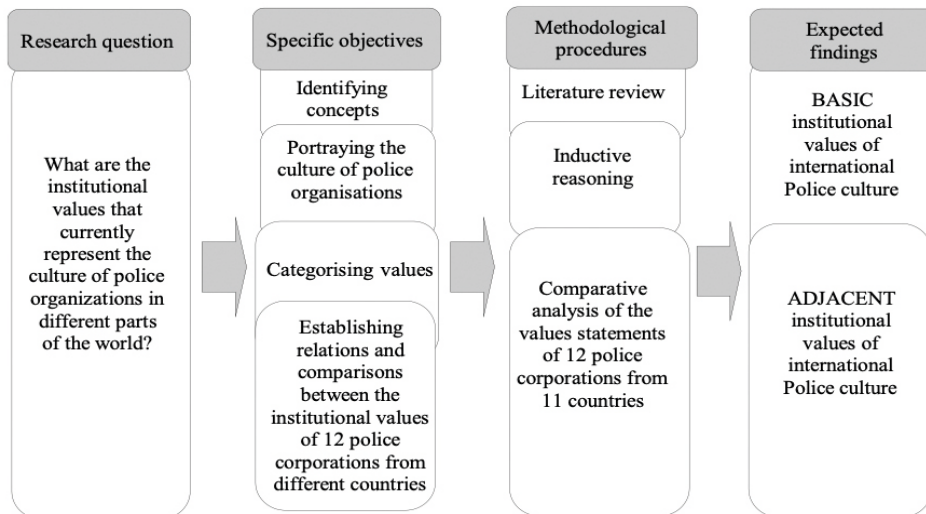 Research question
What are the
institutional
values that
currently
represent the
culture of police
organizations in
different parts
of the world?
Specific objectives
Identifying
concepts
Portraying the
culture of police
organisations
Categorising values
Establishing
relations and
comparisons
between the
institutional values
of 12 police
corporations from
different countries
Methodological
procedures
Literature review
Inductive
reasoning
Comparative
analysis of the
values statements
of 12 police
corporations from
11 countries
Expected
findings
BASIC
institutional
values of
international
Police culture
ADJACENT
institutional
values of
international
Police culture